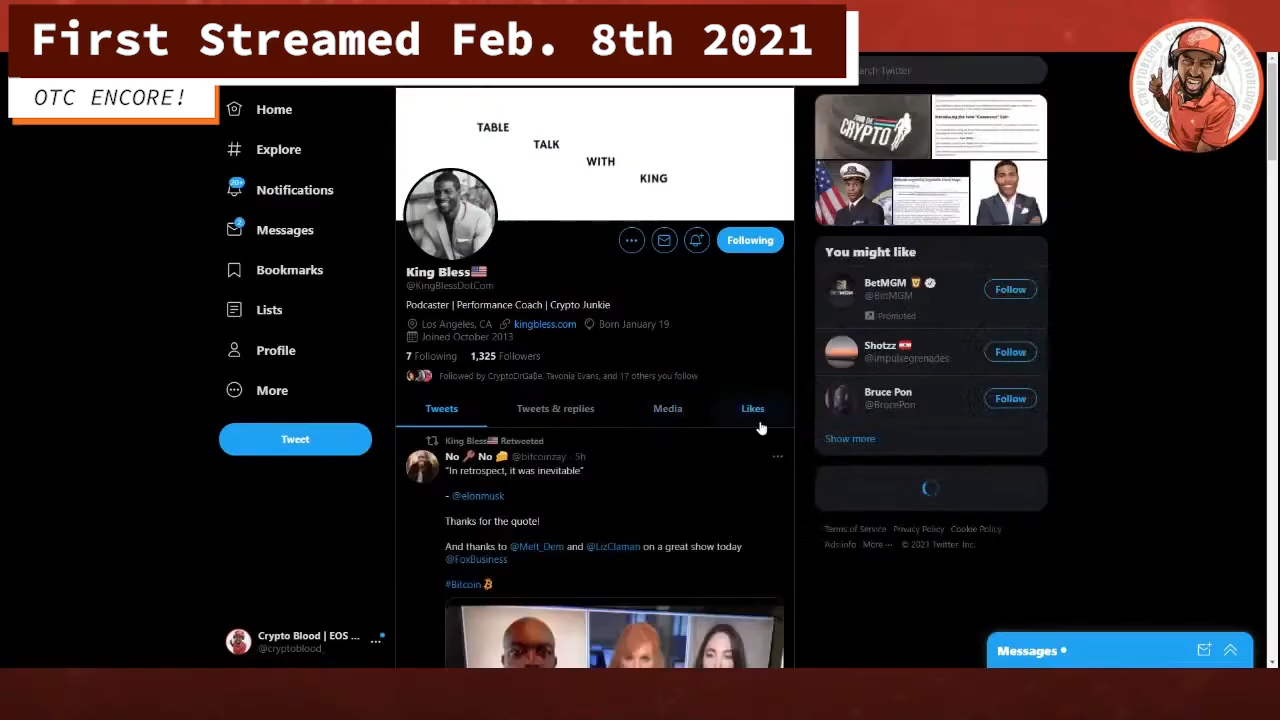 First Streamed Feb. 8th 2021
OTC ENCORE!
CRYPTOBLOOD
arch Twitter
Home
Explore
20+
Notifications
2
Messages
Bookmarks
Lists
Profile
More
Tweet
Crypto Blood | EOS ...
@cryptoblood_
TABLE
TALK
WITH
KING
Following
King Bless🇺🇸
@KingBlessDotCom
Podcaster | Performance Coach | Crypto Junkie
Los Angeles, CA kingbless.com Born January 19
Joined October 2013
7 Following 1,325 Followers
Followed by CryptoDrGaBe, Tavonia Evans, and 17 others you follow
Tweets Tweets & replies Media Likes
King Bless🇺🇸 Retweeted
No 🔑 No 🧀 @bitcoinzay · 5h
"In retrospect, it was inevitable"
- @elonmusk
Thanks for the quote!
And thanks to @Melt_Dem and @LizClaman on a great show today
@FoxBusiness
#Bitcoin
CRYPTO
You might like
BetMGM
@BetMGM
Follow
Promoted
Shotzz
@impulsegrenades
Follow
Bruce Pon
@BrocePon
Follow
Show more
Terms of Service Privacy Policy Cookie Policy
Ads info More ··· © 2021 Twitter, Inc.
Messages